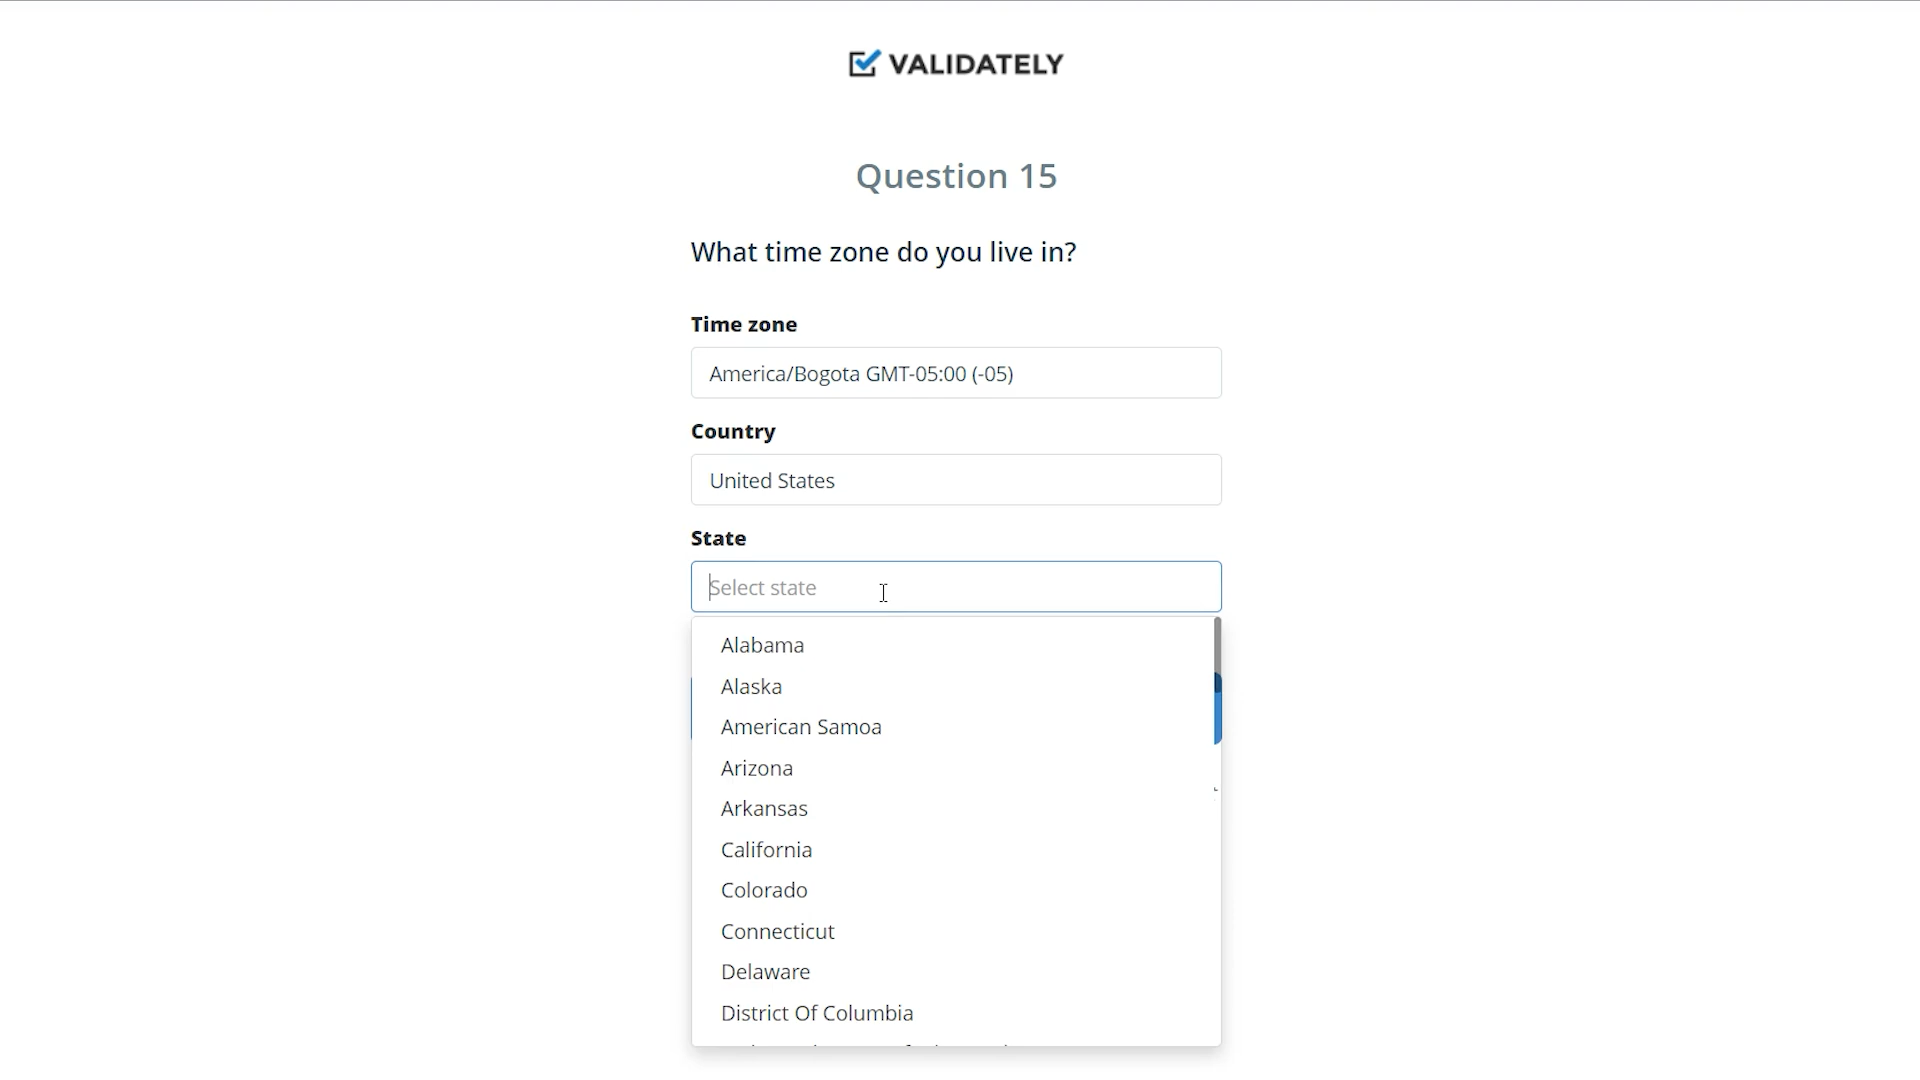 VALIDATELY
Question 15
What time zone do you live in?
Time zone
America/Bogota GMT-05:00 (-05)
Country
United States
State
Select state
Alabama
Alaska
American Samoa
Arizona
Arkansas
California
Colorado
Connecticut
Delaware
District Of Columbia